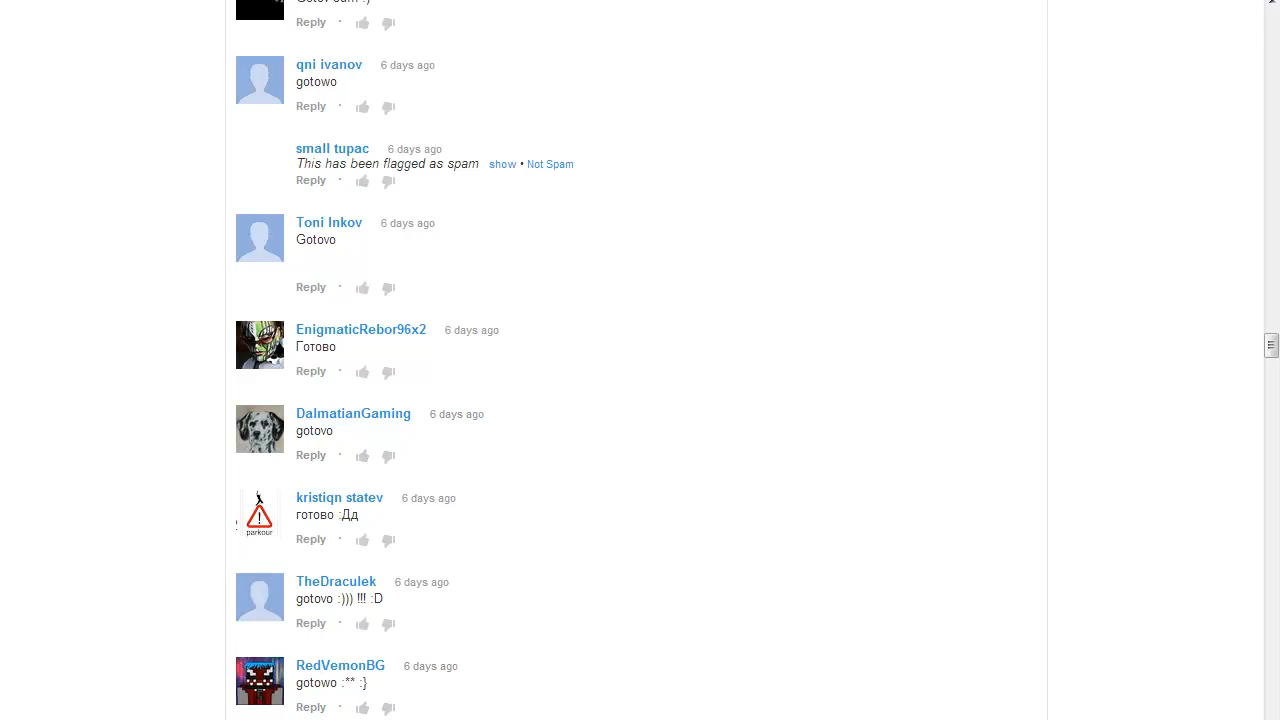 Reply ·
qni ivanov 6 days ago
gotowo
Reply ·
small tupac 6 days ago
This has been flagged as spam show • Not Spam
Reply ·
Toni Inkov 6 days ago
Gotovo
Reply ·
EnigmaticRebor96x2 6 days ago
Готово
Reply ·
DalmatianGaming 6 days ago
gotovo
Reply ·
kristiqn statev 6 days ago
готово :Дд
parkour
Reply ·
TheDraculek 6 days ago
gotovo :))) !!! :D
Reply ·
RedVemonBG 6 days ago
gotowo :** :}
Reply ·